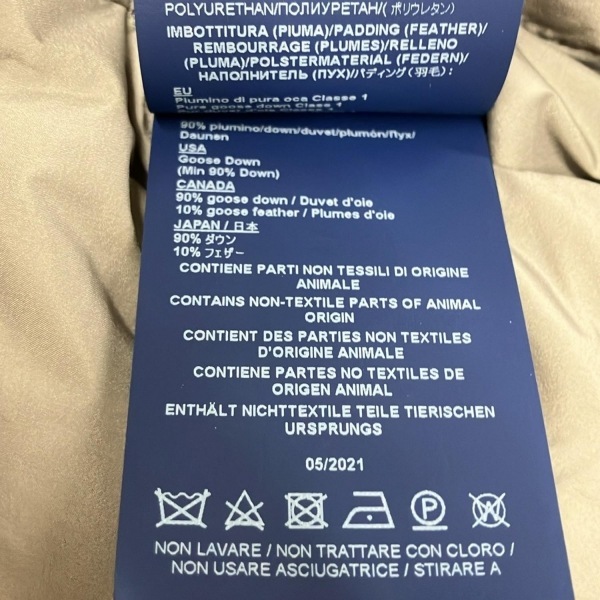 POLYURETHAN/ПОЛИУРЕТАН/(ポリウレタン)
IMBOTTITURA (PIUMA)/PADDING (FEATHER)/
REMBOURRAGE (PLUMES)/RELLENO
(PLUMA)/POLSTERMATERIAL (FEDERN)/
НАПОЛНИТЕЛЬ (ПУХ)/パディング(羽毛):
EU
Piumino di pura oca Classe 1
Pure goose down Class 1
Pur duvet d'oie Classe 1
90% piumino/down/duvet/plumón/Пух/
Daunen
USA
Goose Down
(Min 90% Down)
CANADA
90% goose down / Duvet d'oie
10% goose feather / Plumes d'oie
JAPAN / 日本
90% ダウン
10% フェザー
CONTIENE PARTI NON TESSILI DI ORIGINE
ANIMALE
CONTAINS NON-TEXTILE PARTS OF ANIMAL
ORIGIN
CONTIENT DES PARTIES NON TEXTILES
D'ORIGINE ANIMALE
CONTIENE PARTES NO TEXTILES DE
ORIGEN ANIMAL
ENTHÄLT NICHTTEXTILE TEILE TIERISCHEN
URSPRUNGS
05/2021
P W
NON LAVARE / NON TRATTARE CON CLORO /
NON USARE ASCIUGATRICE / STIRARE A